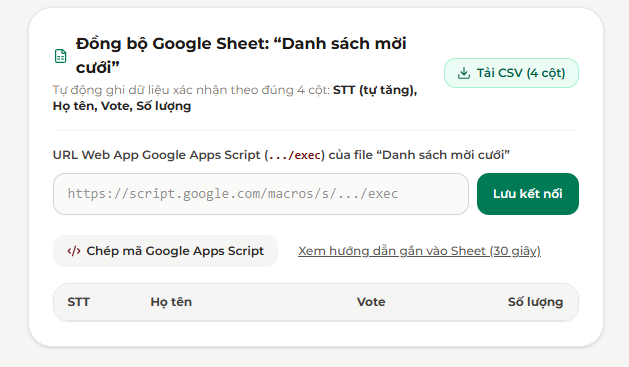 Đồng bộ Google Sheet: “Danh sách mời
cưới”
Tải CSV (4 cột)
Tự động ghi dữ liệu xác nhận theo đúng 4 cột: STT (tự tăng),
Họ tên, Vote, Số lượng
URL Web App Google Apps Script (.../exec) của file “Danh sách mời cưới”
https://script.google.com/macros/s/.../exec
Lưu kết nối
</> Chép mã Google Apps Script
Xem hướng dẫn gắn vào Sheet (30 giây)
STT Họ tên Vote Số lượng